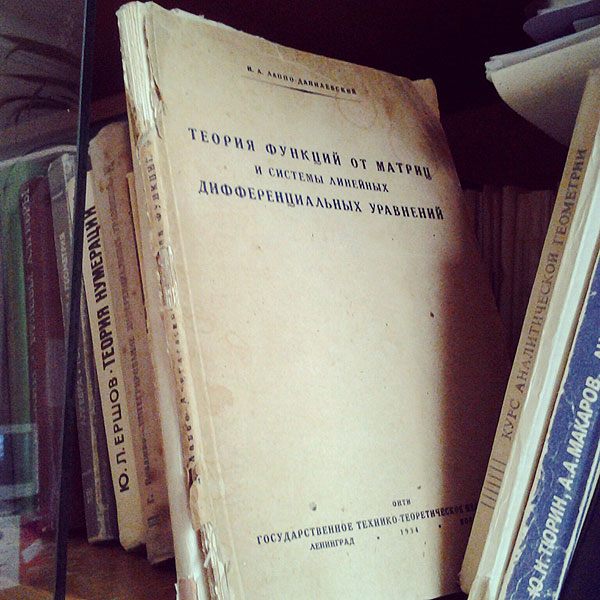 И. А. ЛАППО-ДАНИЛЕВСКИЙ
ТЕОРИЯ ФУНКЦИЙ ОТ МАТРИЦ
И СИСТЕМЫ ЛИНЕЙНЫХ
ДИФФЕРЕНЦИАЛЬНЫХ УРАВНЕНИЙ
ОНТИ
ГОСУДАРСТВЕННОЕ ТЕХНИКО-ТЕОРЕТИЧЕСКОЕ
ЛЕНИНГРАД • 1934 •
Ю. Л. ЕРШОВ • ТЕОРИЯ НУМЕРАЦИЙ
КУРС АНАЛИТИЧЕСКОЙ ГЕОМЕТРИИ
Ю.Н. ТЮРИН, А.А. МАКАРОВ